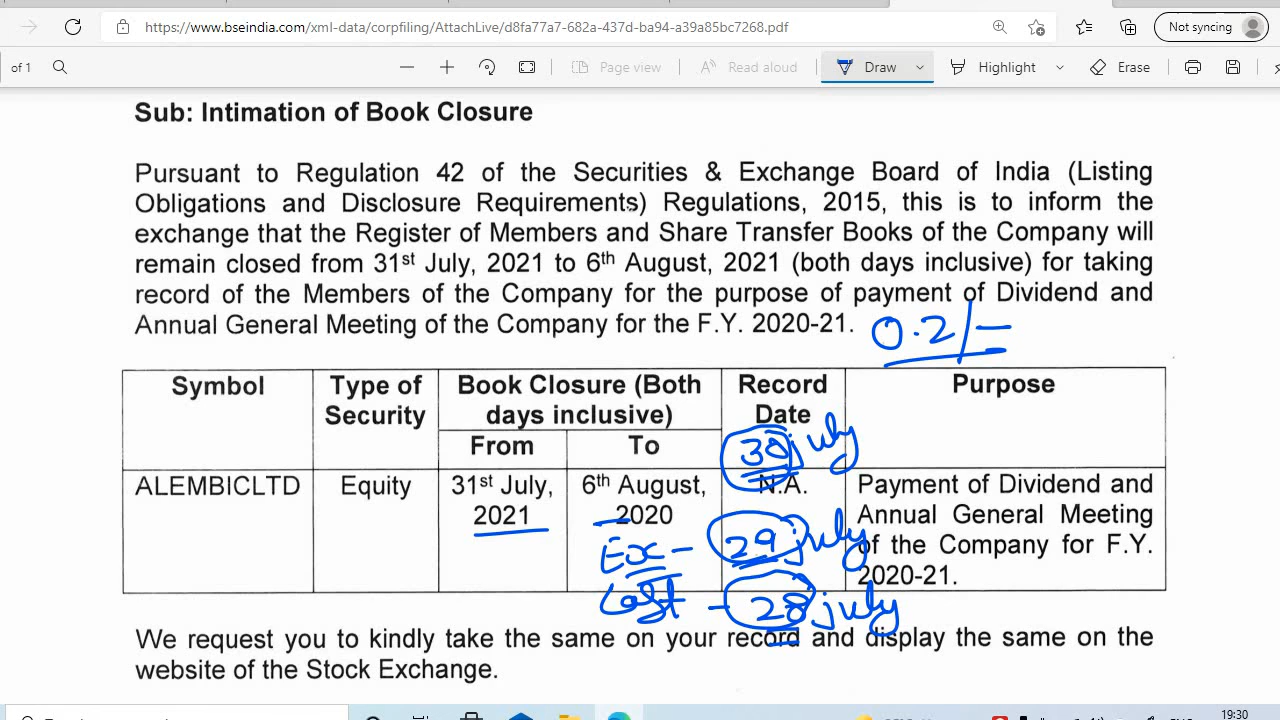 https://www.bseindia.com/xml-data/corpfiling/AttachLive/d8fa77a7-682a-437d-ba94-a39a85bc7268.pdf
Not syncing
of 1
Page view
Read aloud
Draw
Highlight
Erase
Sub: Intimation of Book Closure
Pursuant to Regulation 42 of the Securities & Exchange Board of India (Listing
Obligations and Disclosure Requirements) Regulations, 2015, this is to inform the
exchange that the Register of Members and Share Transfer Books of the Company will
remain closed from 31st July, 2021 to 6th August, 2021 (both days inclusive) for taking
record of the Members of the Company for the purpose of payment of Dividend and
Annual General Meeting of the Company for the F.Y. 2020-21.
0.2/-
Symbol
Type of
Security
Book Closure (Both
days inclusive)
From
To
Record
Date
Purpose
30 july
ALEMBICLTD
Equity
31st July,
2021
6th August,
2020
N.A.
Payment of Dividend and
Annual General Meeting
of the Company for F.Y.
2020-21.
Ex - 29 july
Last - 28 july
We request you to kindly take the same on your record and display the same on the
website of the Stock Exchange.
19:30